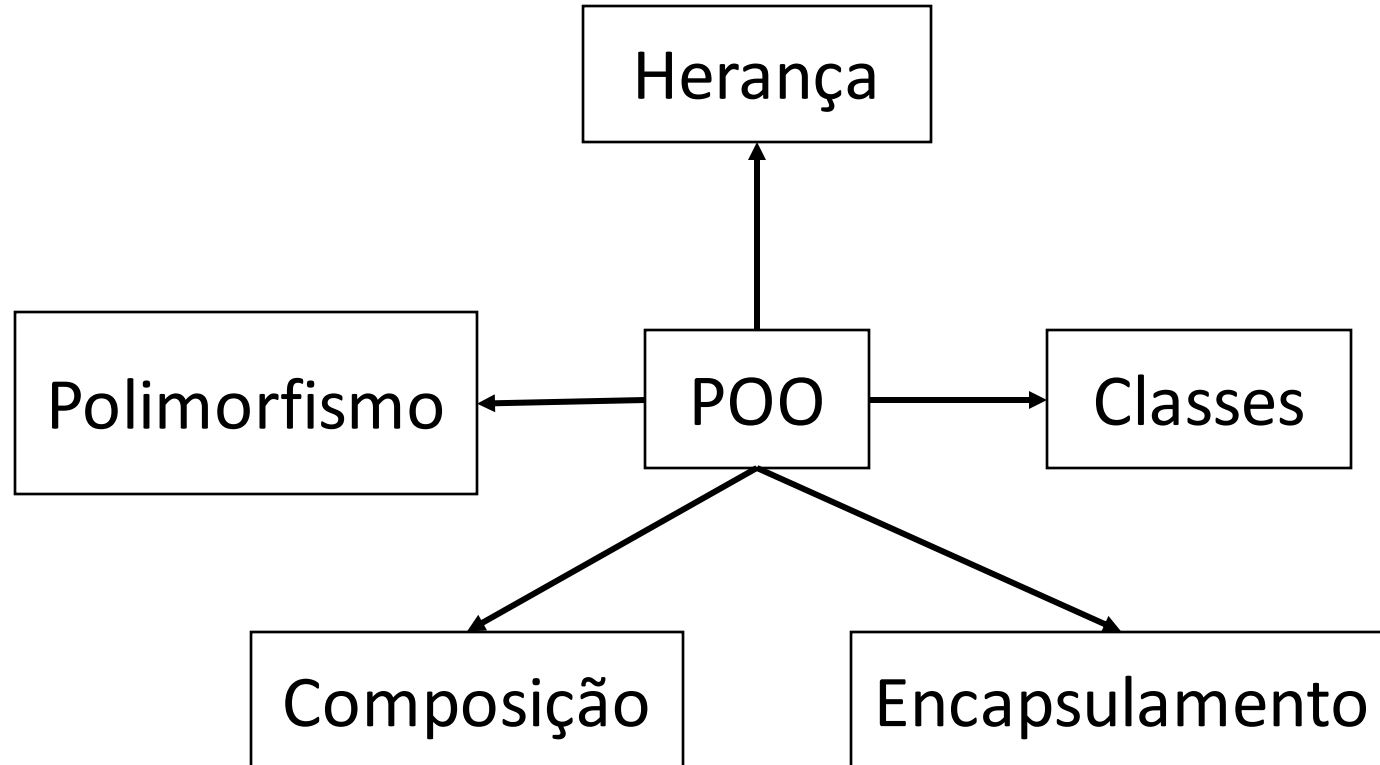 Herança
Polimorfismo
POO
Classes
Composição
Encapsulamento